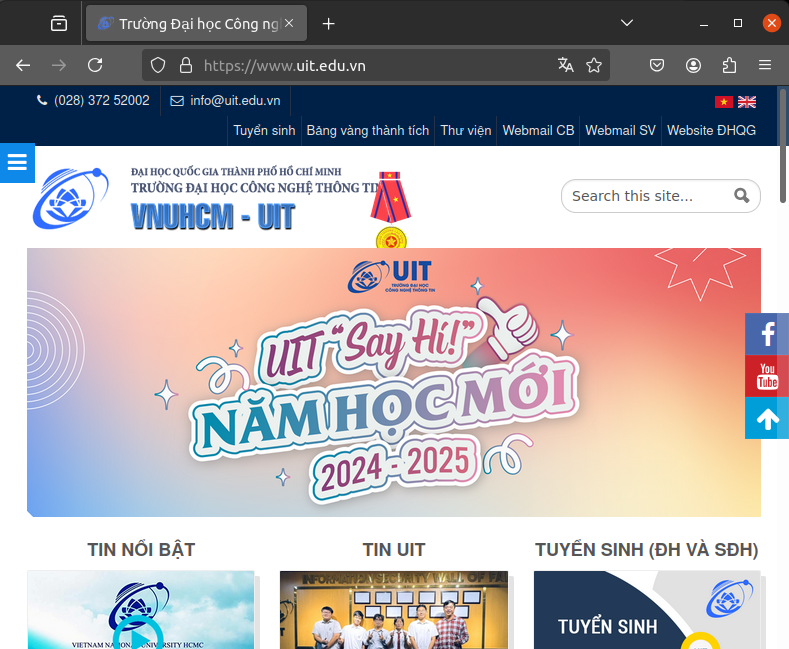 Trường Đại học Công ng
https://www.uit.edu.vn
(028) 372 52002
info@uit.edu.vn
Tuyển sinh
Bảng vàng thành tích
Thư viện
Webmail CB
Webmail SV
Website ĐHQG
ĐẠI HỌC QUỐC GIA THÀNH PHỐ HỒ CHÍ MINH
TRƯỜNG ĐẠI HỌC CÔNG NGHỆ THÔNG TIN
VNUHCM - UIT
Search this site...
UIT
TRƯỜNG ĐẠI HỌC
CÔNG NGHỆ THÔNG TIN
UIT “Say Hí!”
NĂM HỌC MỚI
2024 - 2025
f
You
Tube
TIN NỔI BẬT
TIN UIT
TUYỂN SINH (ĐH VÀ SĐH)
VIETNAM NATIONAL UNIVERSITY HCMC
INFORMATION SECURITY WALL OF FA
TUYỂN SINH